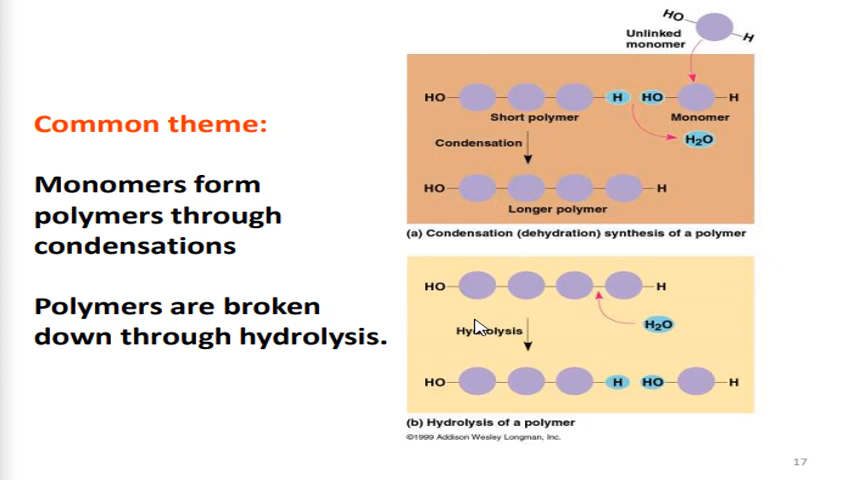 Common theme:
Monomers form
polymers through
condensations
Polymers are broken
down through hydrolysis.
HO
H
Unlinked
monomer
HO
H
HO
H
Short polymer
Monomer
H₂O
Condensation
HO
H
Longer polymer
(a) Condensation (dehydration) synthesis of a polymer
HO
H
H₂O
Hydrolysis
HO
H
HO
H
(b) Hydrolysis of a polymer
©1999 Addison Wesley Longman, Inc.
17